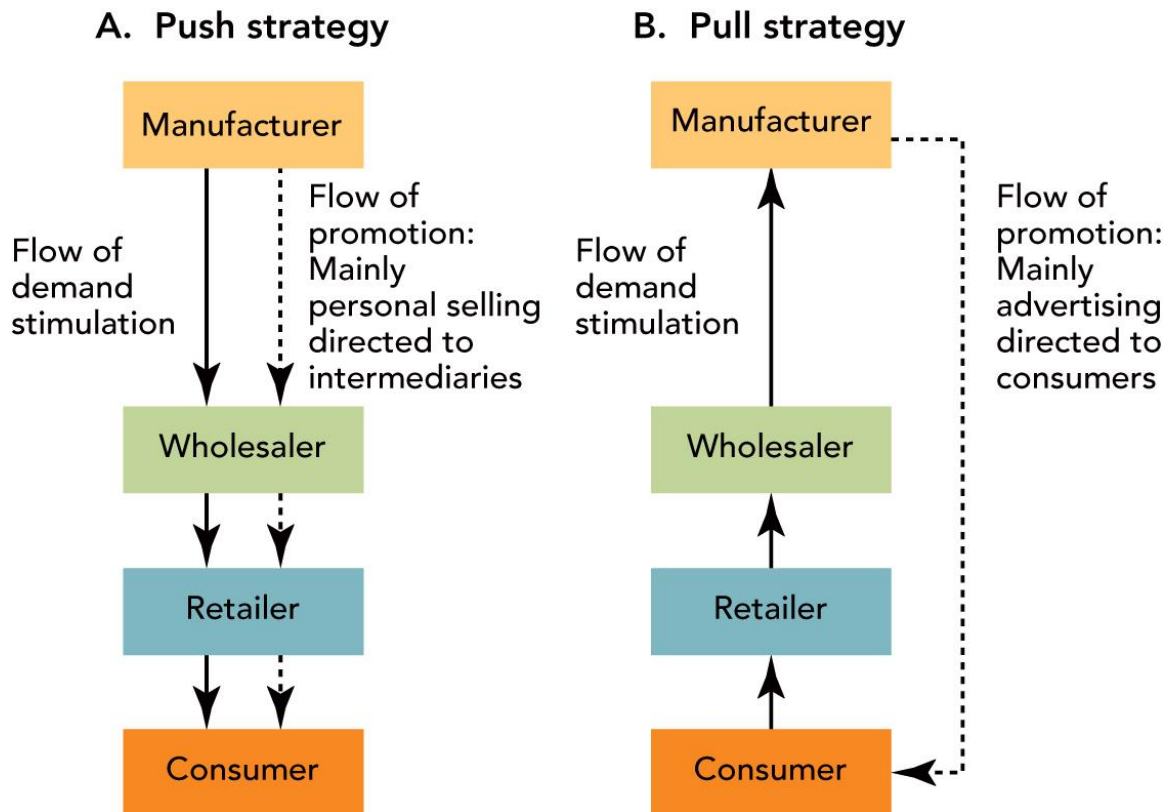 A. Push strategy
Manufacturer
Flow of
demand
stimulation
Flow of
promotion:
Mainly
personal selling
directed to
intermediaries
Wholesaler
Retailer
Consumer
B. Pull strategy
Manufacturer
Flow of
demand
stimulation
Flow of
promotion:
Mainly
advertising
directed to
consumers
Wholesaler
Retailer
Consumer